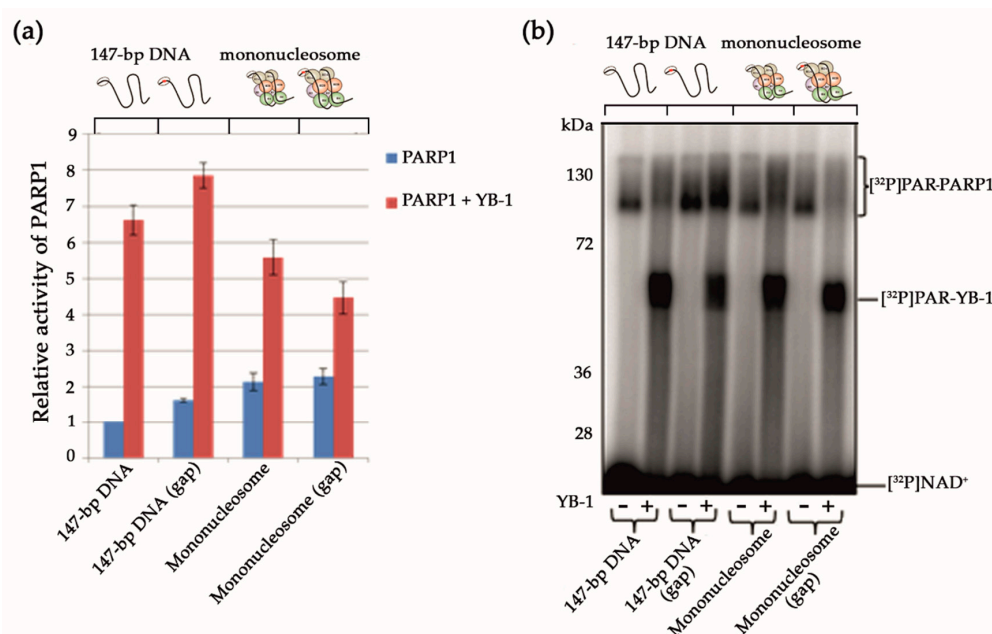 (a)
147-bp DNA
mononucleosome
9
8
7
6
5
4
3
2
1
0
Relative activity of PARP1
PARP1
PARP1 + YB-1
147-bp DNA
147-bp DNA (gap)
Mononucleosome
Mononucleosome (gap)
(b)
147-bp DNA
mononucleosome
kDa
130
72
36
28
[³²P]PAR-PARP1
[³²P]PAR-YB-1
[³²P]NAD⁺
YB-1
- + - + - + - +
147-bp DNA
147-bp DNA
(gap)
Mononucleosome
Mononucleosome
(gap)